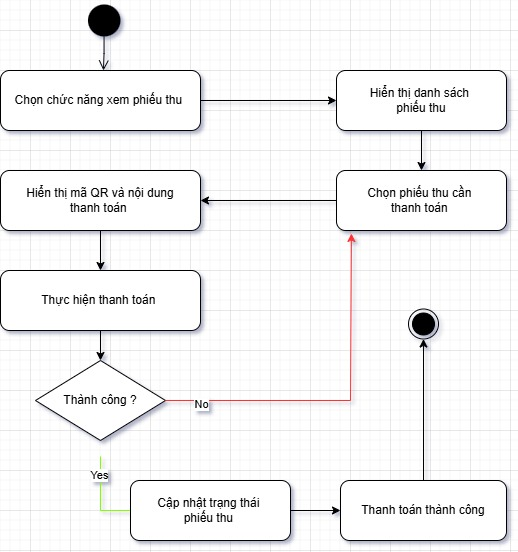 Chọn chức năng xem phiếu thu
Hiển thị danh sách
phiếu thu
Chọn phiếu thu cần
thanh toán
Hiển thị mã QR và nội dung
thanh toán
Thực hiện thanh toán
Thành công ?
No
Yes
Cập nhật trạng thái
phiếu thu
Thanh toán thành công